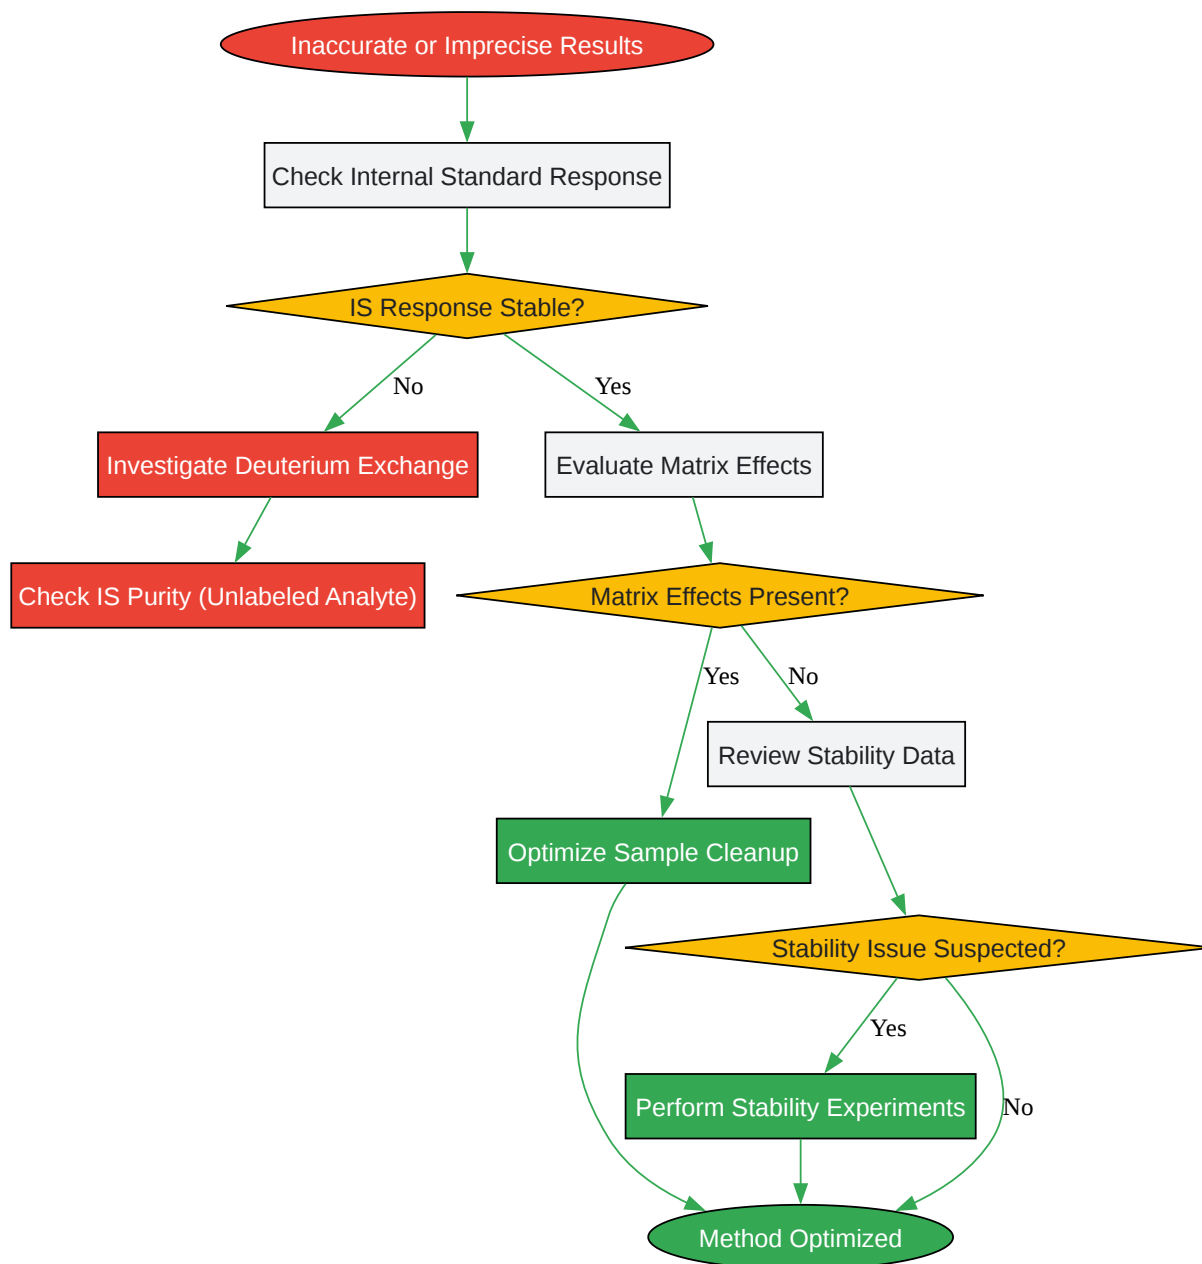 Inaccurate or Imprecise Results
Check Internal Standard Response
IS Response Stable?
No
Yes
Investigate Deuterium Exchange
Evaluate Matrix Effects
Check IS Purity (Unlabeled Analyte)
Matrix Effects Present?
Yes
No
Review Stability Data
Optimize Sample Cleanup
Stability Issue Suspected?
Yes
Perform Stability Experiments
No
Method Optimized